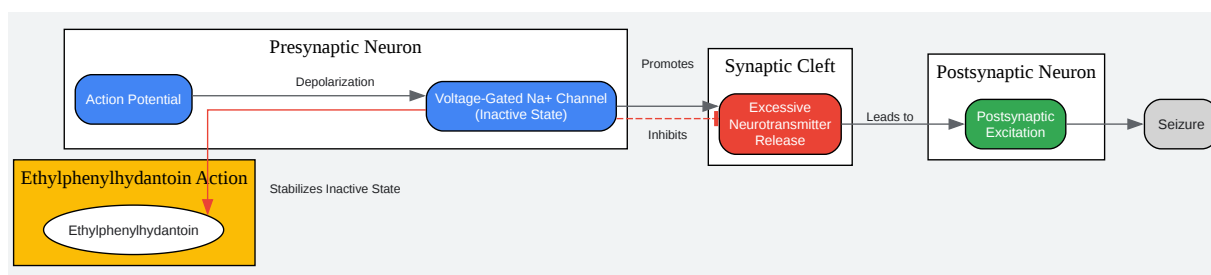 Presynaptic Neuron
Action Potential
Depolarization
Voltage-Gated Na+ Channel
(Inactive State)
Promotes
Inhibits
Synaptic Cleft
Excessive
Neurotransmitter
Release
Leads to
Postsynaptic Neuron
Postsynaptic
Excitation
Seizure
Ethylphenylhydantoin Action
Stabilizes Inactive State
Ethylphenylhydantoin